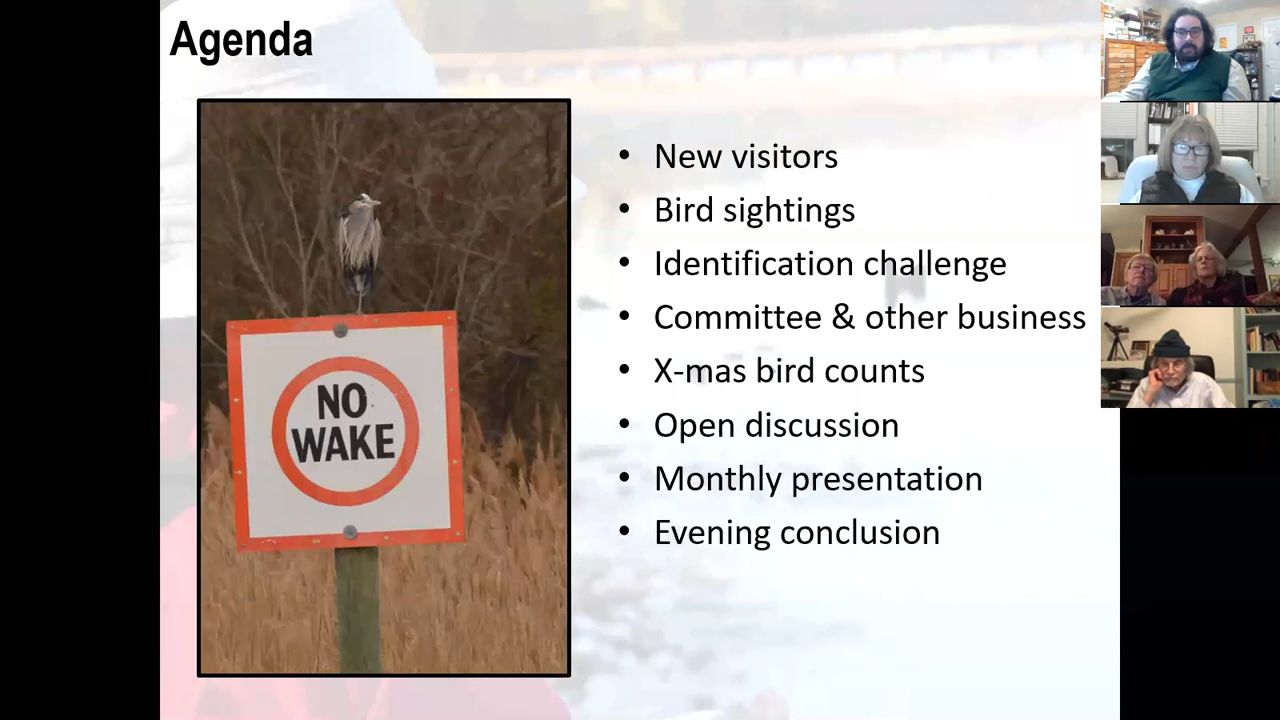 Agenda
NO
WAKE
• New visitors
• Bird sightings
• Identification challenge
• Committee & other business
• X-mas bird counts
• Open discussion
• Monthly presentation
• Evening conclusion